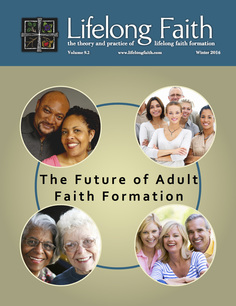 Lifelong Faith
the theory and practice of lifelong faith formation
Volume 9.2 www.lifelongfaith.com Winter 2016
The Future of Adult
Faith Formation